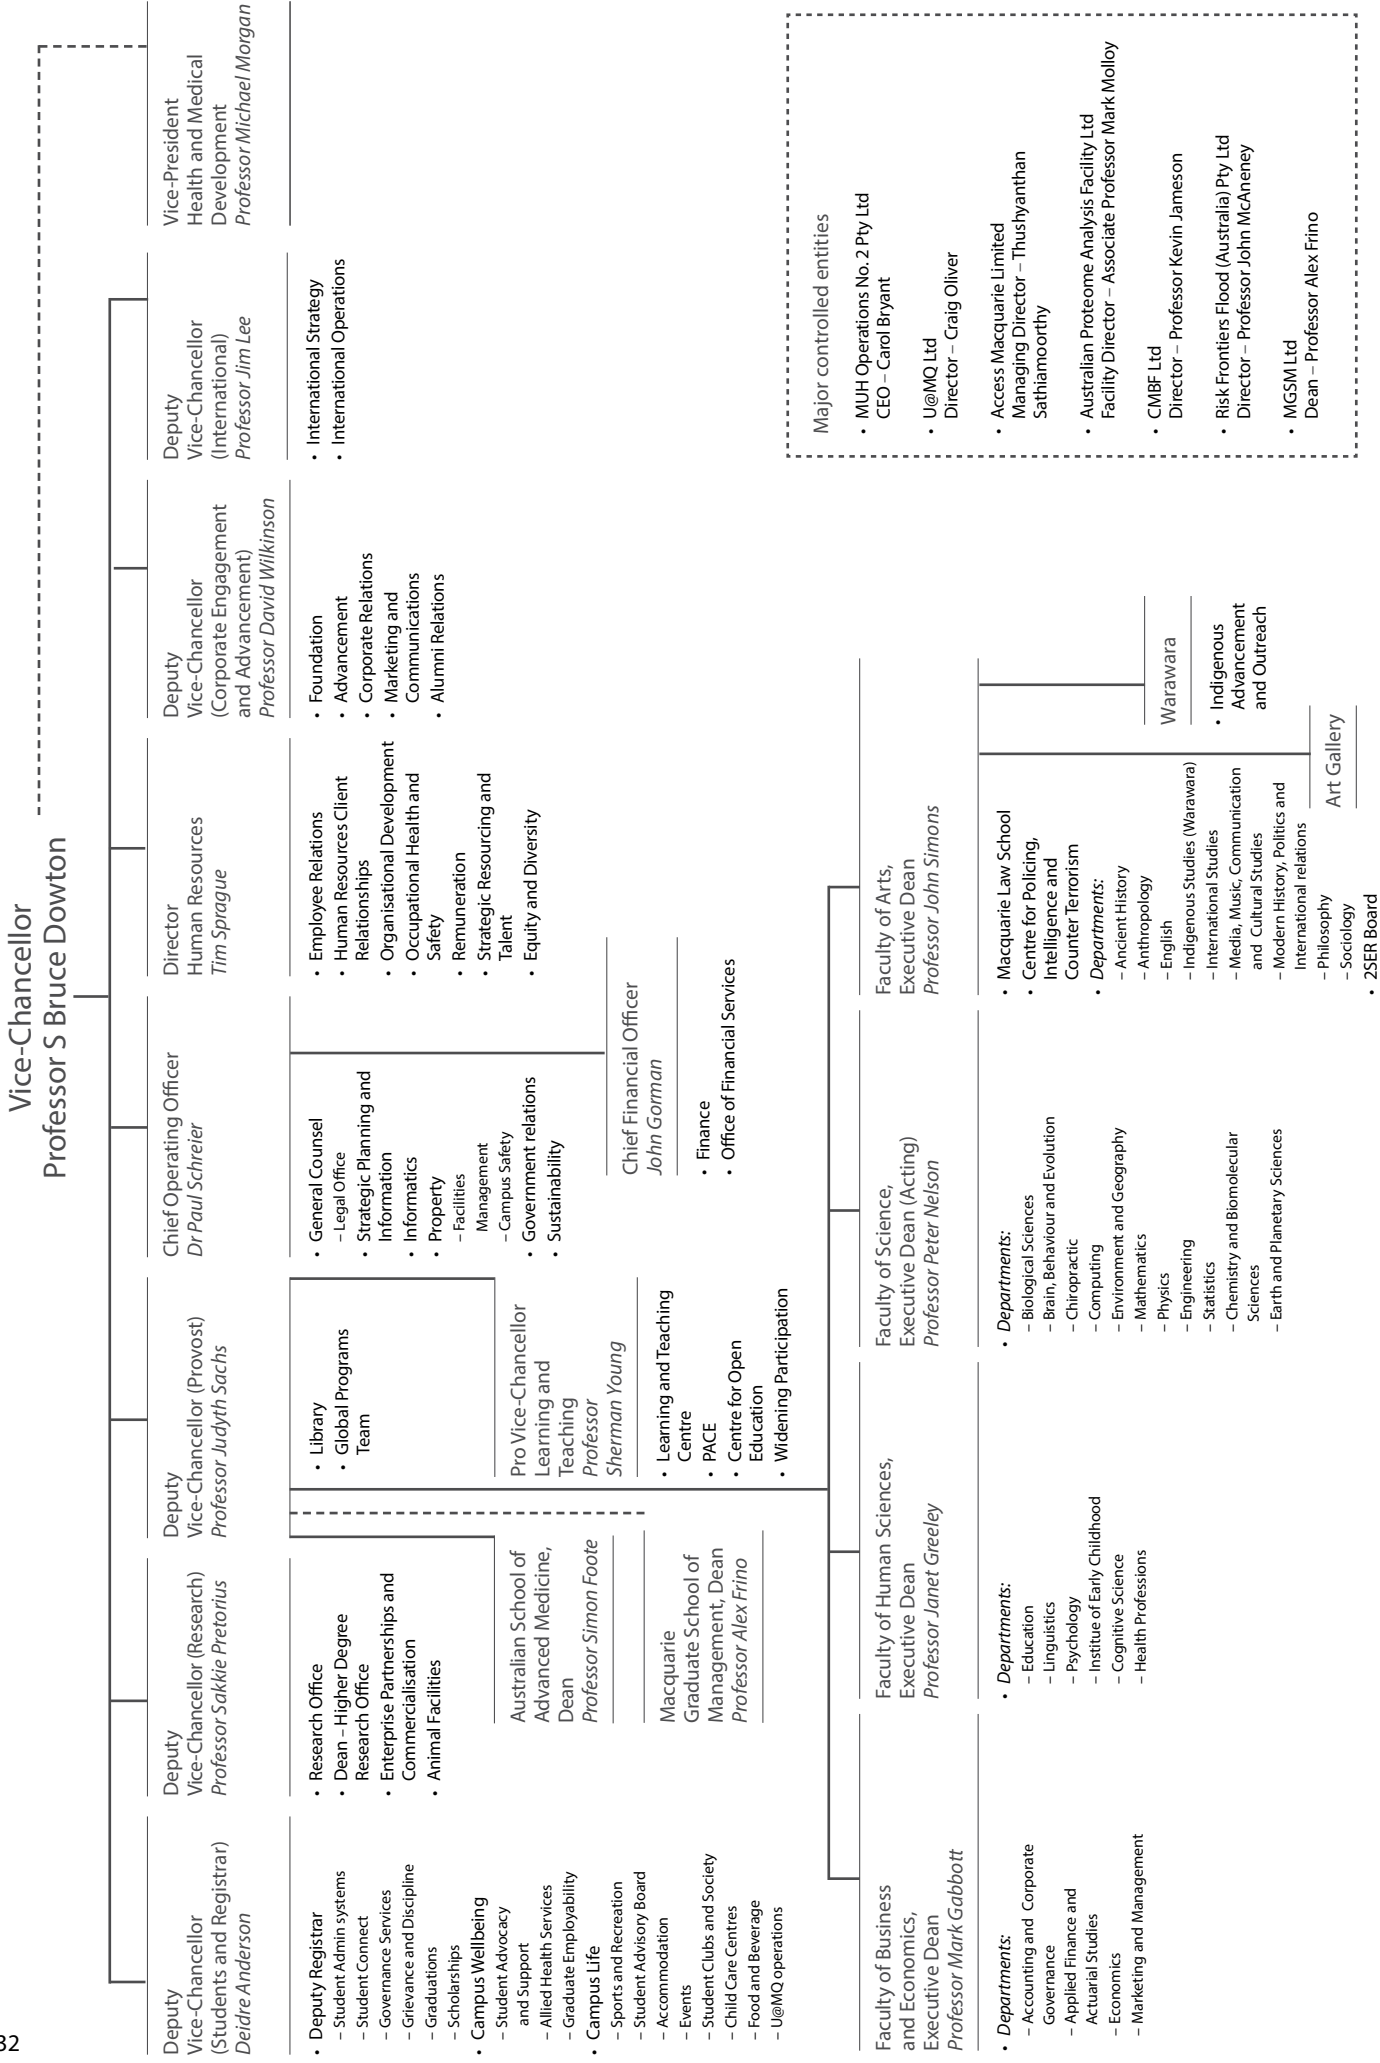 32
Vice-Chancellor
Professor S Bruce Dowton
Deputy
Vice-Chancellor
(Students and Registrar)
Deidre Anderson
• Deputy Registrar
– Student Admin systems
– Student Connect
– Governance Services
– Grievance and Discipline
– Graduations
– Scholarships
• Campus Wellbeing
– Student Advocacy
and Support
– Allied Health Services
– Graduate Employability
• Campus Life
– Sports and Recreation
– Student Advisory Board
– Accommodation
– Events
– Student Clubs and Society
– Child Care Centres
– Food and Beverage
– U@MQ operations
Deputy
Vice-Chancellor (Research)
Professor Sakkie Pretorius
• Research Office
• Dean – Higher Degree
Research Office
• Enterprise Partnerships and
Commercialisation
• Animal Facilities
Deputy
Vice-Chancellor (Provost)
Professor Judyth Sachs
• Library
• Global Programs
Team
Australian School of
Advanced Medicine,
Dean
Professor Simon Foote
Macquarie
Graduate School of
Management, Dean
Professor Alex Frino
Pro Vice-Chancellor
Learning and
Teaching
Professor
Sherman Young
• Learning and Teaching
Centre
• PACE
• Centre for Open
Education
• Widening Participation
Chief Operating Officer
Dr Paul Schreier
• General Counsel
– Legal Office
• Strategic Planning and
Information
• Informatics
• Property
– Facilities
Management
– Campus Safety
• Government relations
• Sustainability
Chief Financial Officer
John Gorman
• Finance
• Office of Financial Services
Director
Human Resources
Tim Sprague
• Employee Relations
• Human Resources Client
Relationships
• Organisational Development
• Occupational Health and
Safety
• Remuneration
• Strategic Resourcing and
Talent
• Equity and Diversity
Deputy
Vice-Chancellor
(Corporate Engagement
and Advancement)
Professor David Wilkinson
• Foundation
• Advancement
• Corporate Relations
• Marketing and
Communications
• Alumni Relations
Deputy
Vice-Chancellor
(International)
Professor Jim Lee
• International Strategy
• International Operations
Vice-President
Health and Medical
Development
Professor Michael Morgan
Faculty of Business
and Economics,
Executive Dean
Professor Mark Gabbott
• Departments:
– Accounting and Corporate
Governance
– Applied Finance and
Actuarial Studies
– Economics
– Marketing and Management
Faculty of Human Sciences,
Executive Dean
Professor Janet Greeley
• Departments:
– Education
– Linguistics
– Psychology
– Institue of Early Childhood
– Cognitive Science
– Health Professions
Faculty of Science,
Executive Dean (Acting)
Professor Peter Nelson
• Departments:
– Biological Sciences
– Brain, Behaviour and Evolution
– Chiropractic
– Computing
– Environment and Geography
– Mathematics
– Physics
– Engineering
– Statistics
– Chemistry and Biomolecular
Sciences
– Earth and Planetary Sciences
Faculty of Arts,
Executive Dean
Professor John Simons
• Macquarie Law School
• Centre for Policing,
Intelligence and
Counter Terrorism
• Departments:
– Ancient History
– Anthropology
– English
– Indigenous Studies (Warawara)
– International Studies
– Media, Music, Communication
and Cultural Studies
– Modern History, Politics and
International relations
– Philosophy
– Sociology
• 2SER Board
Art Gallery
Warawara
• Indigenous
Advancement
and Outreach
Major controlled entities
• MUH Operations No. 2 Pty Ltd
CEO – Carol Bryant
• U@MQ Ltd
Director – Craig Oliver
• Access Macquarie Limited
Managing Director – Thushyanthan
Sathiamoorthy
• Australian Proteome Analysis Facility Ltd
Facility Director – Associate Professor Mark Molloy
• CMBF Ltd
Director – Professor Kevin Jameson
• Risk Frontiers Flood (Australia) Pty Ltd
Director – Professor John McAneney
• MGSM Ltd
Dean – Professor Alex Frino